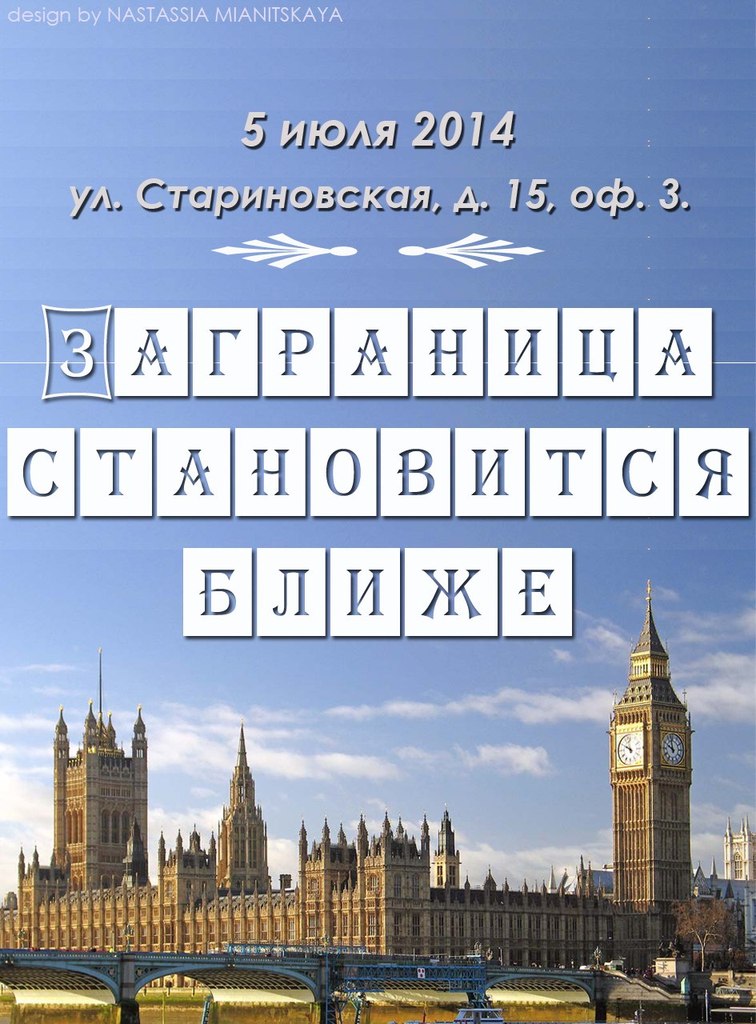 design by NASTASSIA MIANITSKAYA
5 июля 2014
ул. Стариновская, д. 15, оф. 3.
ЗАГРАНИЦА
СТАНОВИТСЯ
БЛИЖЕ